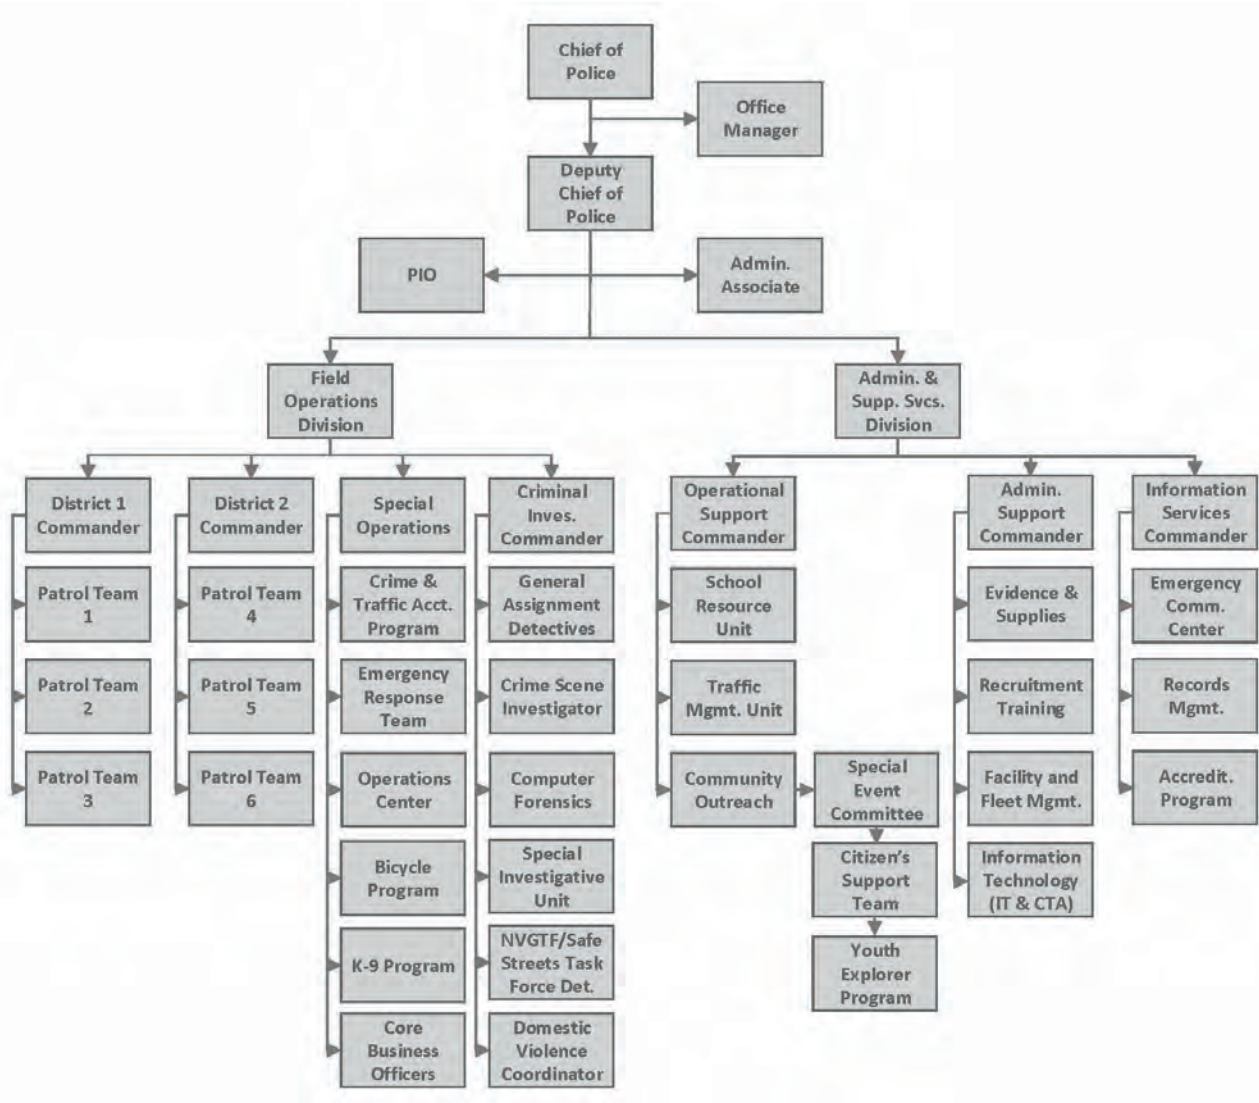 Chief of
Police
Office
Manager
Deputy
Chief of
Police
PIO
Admin.
Associate
Field
Operations
Division
Admin. &
Supp. Svcs.
Division
District 1
Commander
District 2
Commander
Special
Operations
Criminal
Inves.
Commander
Operational
Support
Commander
Admin.
Support
Commander
Information
Services
Commander
Patrol Team
1
Patrol Team
4
Crime &
Traffic Acct.
Program
General
Assignment
Detectives
School
Resource
Unit
Evidence &
Supplies
Emergency
Comm.
Center
Patrol Team
2
Patrol Team
5
Emergency
Response
Team
Crime Scene
Investigator
Traffic
Mgmt. Unit
Recruitment
Training
Records
Mgmt.
Patrol Team
3
Patrol Team
6
Operations
Center
Computer
Forensics
Community
Outreach
Special
Event
Committee
Facility and
Fleet Mgmt.
Accredit.
Program
Bicycle
Program
Special
Investigative
Unit
Citizen's
Support
Team
Information
Technology
(IT & CTA)
K-9 Program
NVGTF/Safe
Streets Task
Force Det.
Youth
Explorer
Program
Core
Business
Officers
Domestic
Violence
Coordinator